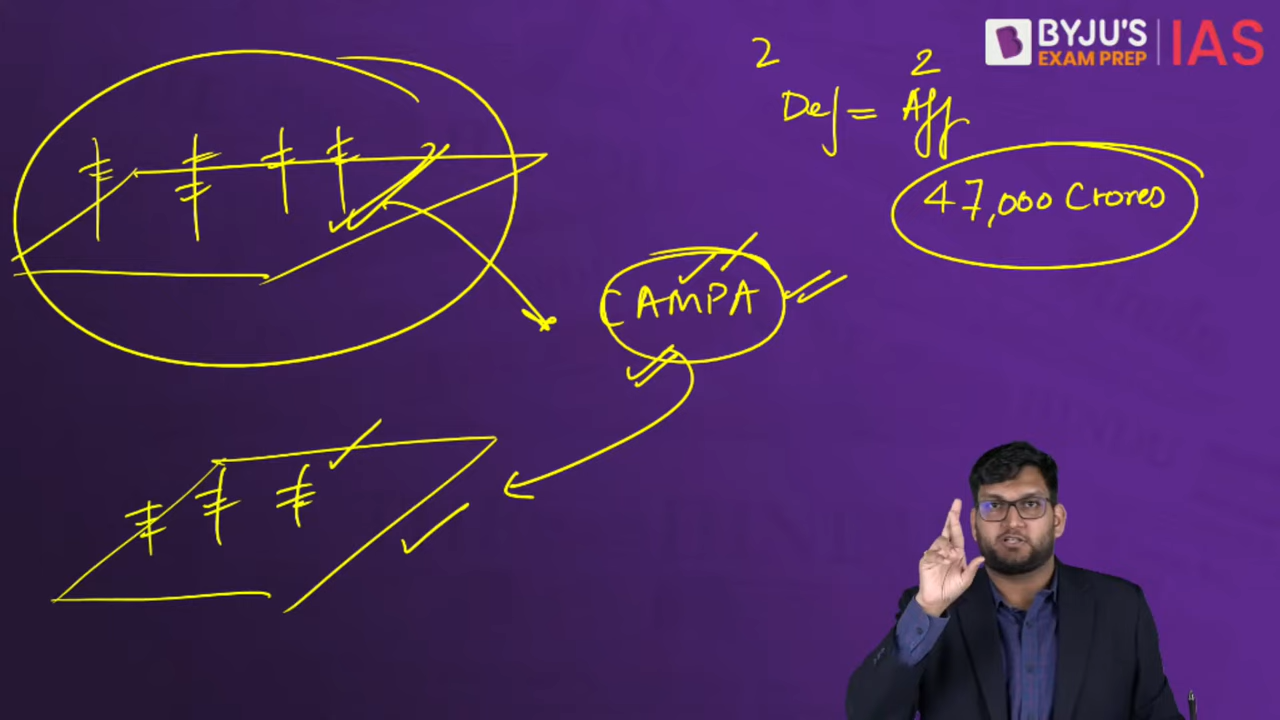 BYJU'S
EXAM PREP
IAS
2 2
Def = Aff
47,000 Crores
CAMPA